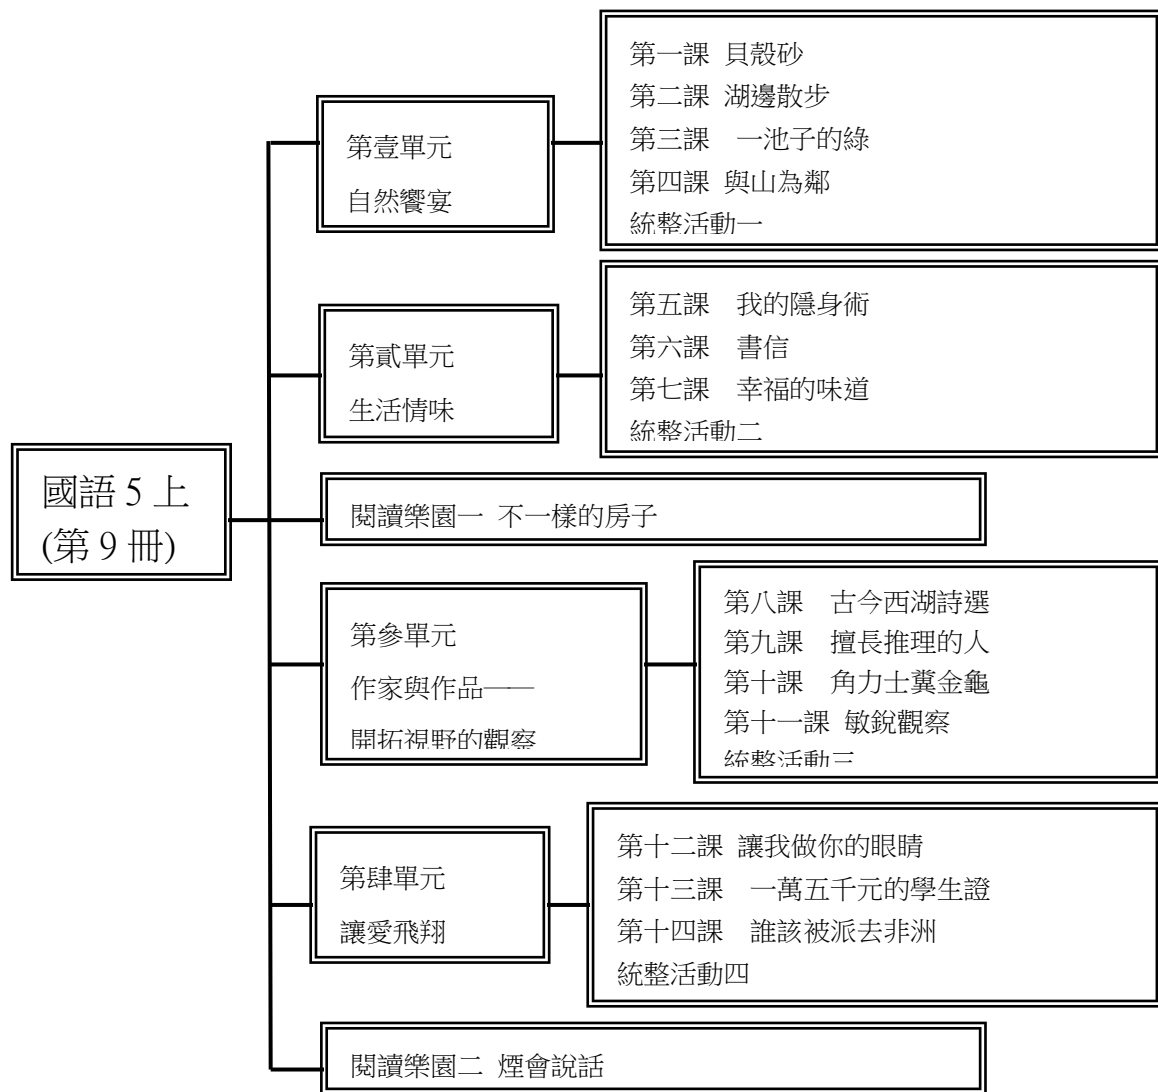 國語 5 上
(第 9 冊)
第壹單元
自然饗宴
第一課 貝殼砂
第二課 湖邊散步
第三課　一池子的綠
第四課 與山為鄰
統整活動一
第貳單元
生活情味
第五課　我的隱身術
第六課　書信
第七課　幸福的味道
統整活動二
閱讀樂園一 不一樣的房子
第參單元
作家與作品——
開拓視野的觀察
第八課　古今西湖詩選
第九課　擅長推理的人
第十課　角力士糞金龜
第十一課 敏銳觀察
統整活動三
第肆單元
讓愛飛翔
第十二課 讓我做你的眼睛
第十三課　一萬五千元的學生證
第十四課　誰該被派去非洲
統整活動四
閱讀樂園二 煙會說話